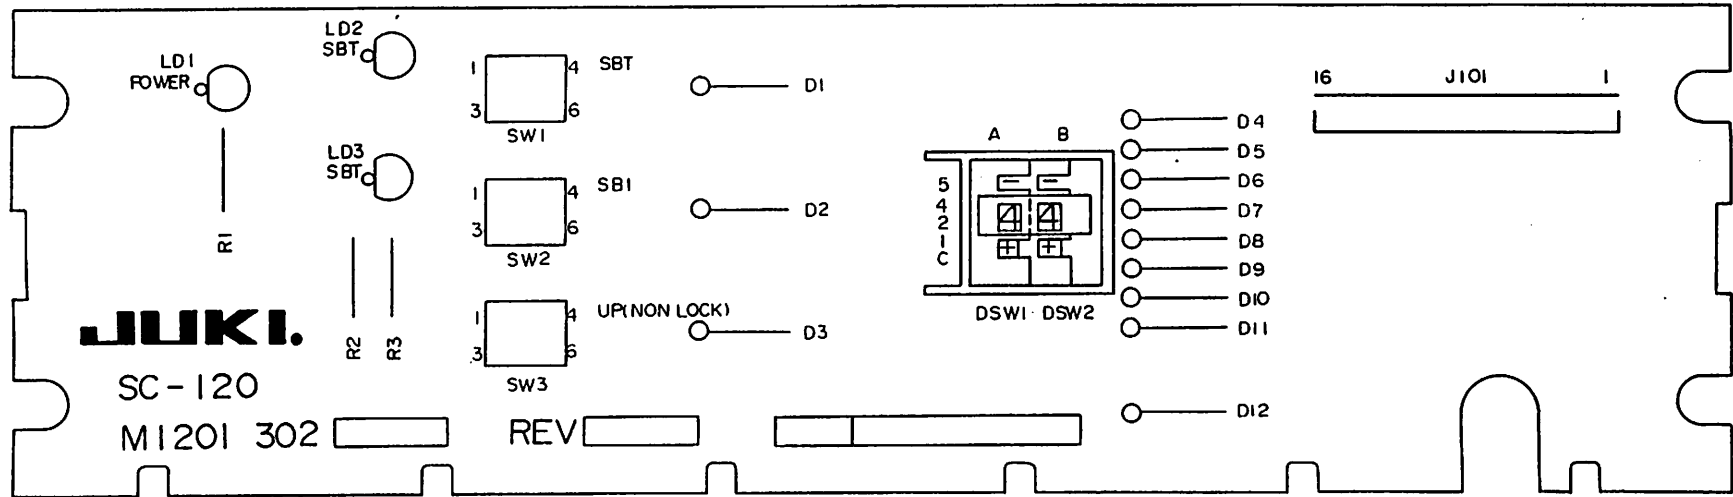 LD1
POWER
LD2
SBT
LD3
SBT
R1
R2
R3
1 4 SBT
3 6
SW1
1 4 SB1
3 6
SW2
1 4 UP(NON LOCK)
3 6
SW3
D1
D2
D3
A B
5
4
2
1
C
- -
4 4
+ +
DSW1 DSW2
D4
D5
D6
D7
D8
D9
D10
D11
D12
16 J101 1
JUKI.
SC-120
M1201 302
REV